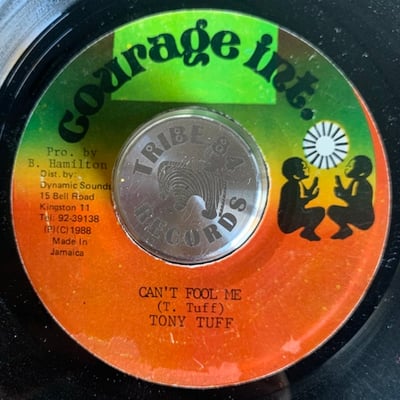 Courage int.
Pro. by
B. Hamilton
Dist. by:
Dynamic Sounds
15 Bell Road
Kingston 11
Tel: 92-39138
(P)(C)1988
Made In
Jamaica
TRIBE 84
RECORDS
CAN'T FOOL ME
(T. Tuff)
TONY TUFF